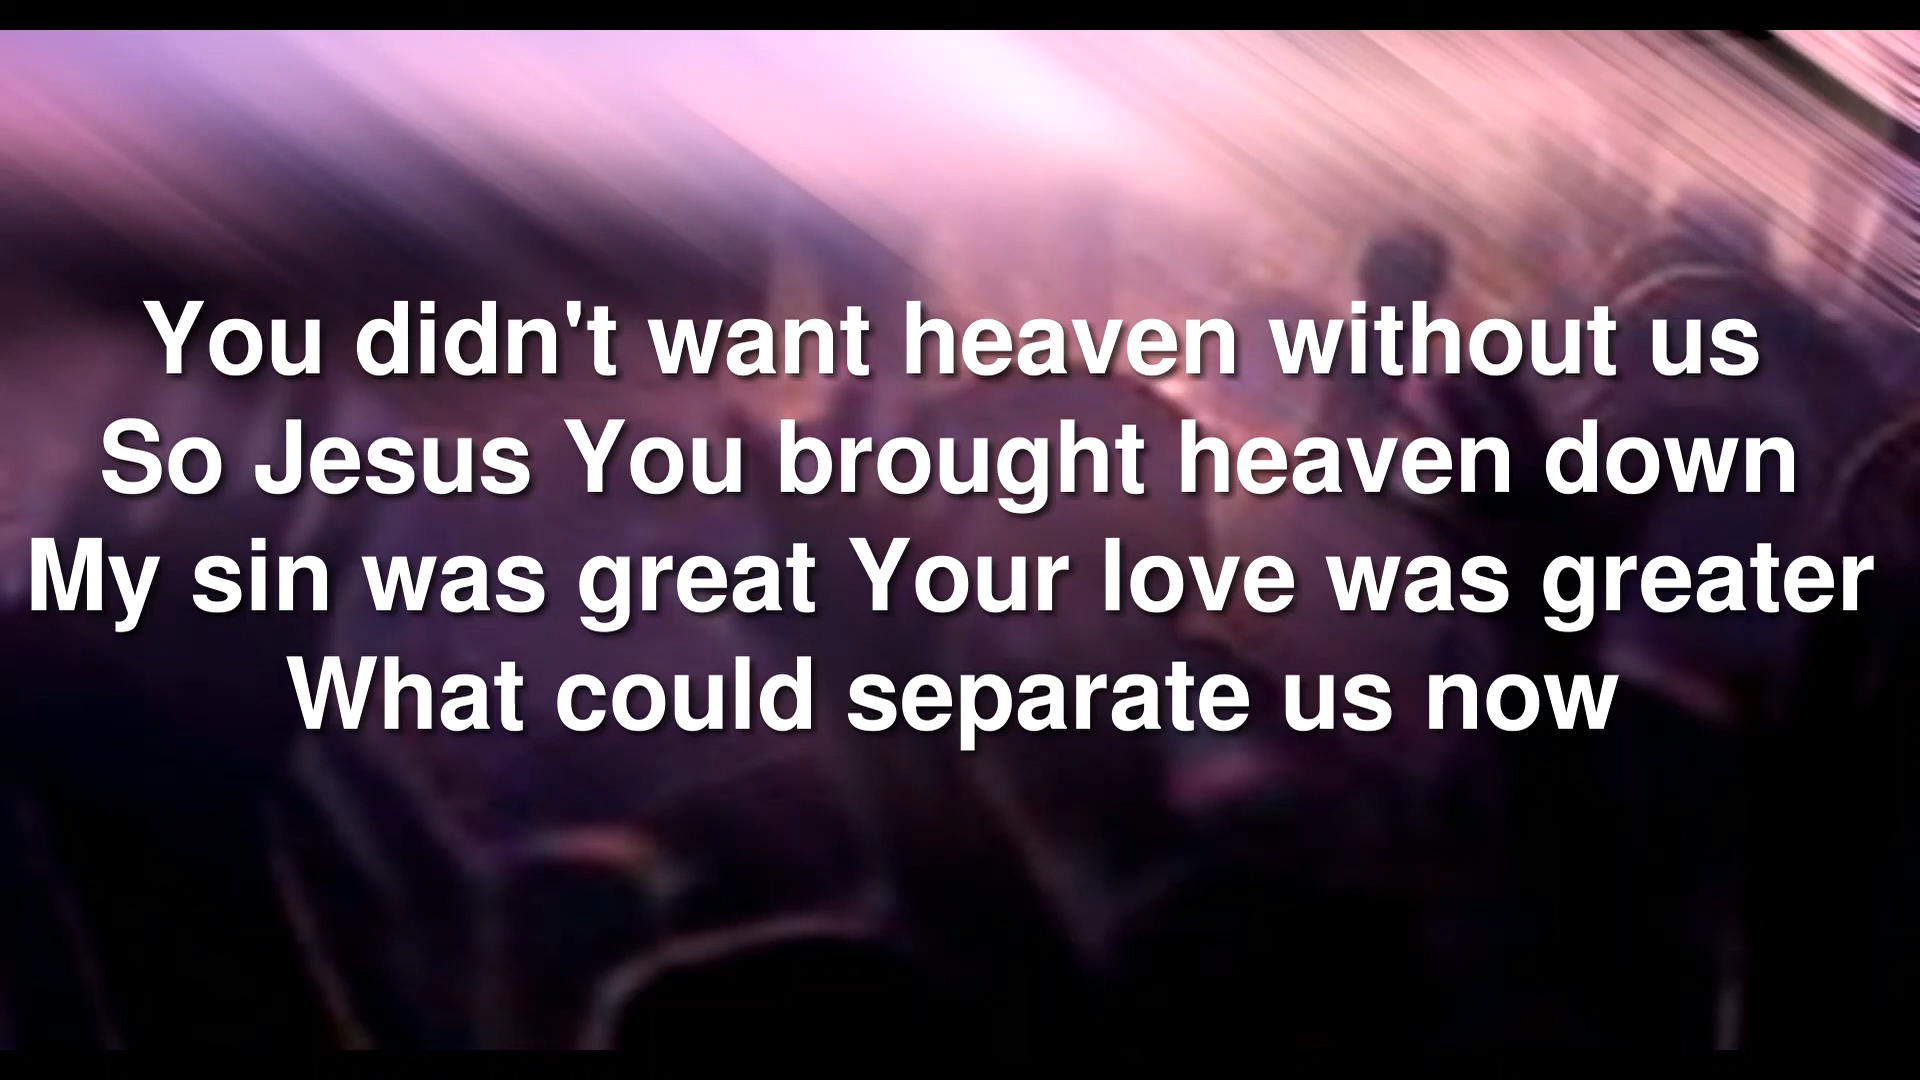 You didn't want heaven without us
So Jesus You brought heaven down
My sin was great Your love was greater
What could separate us now